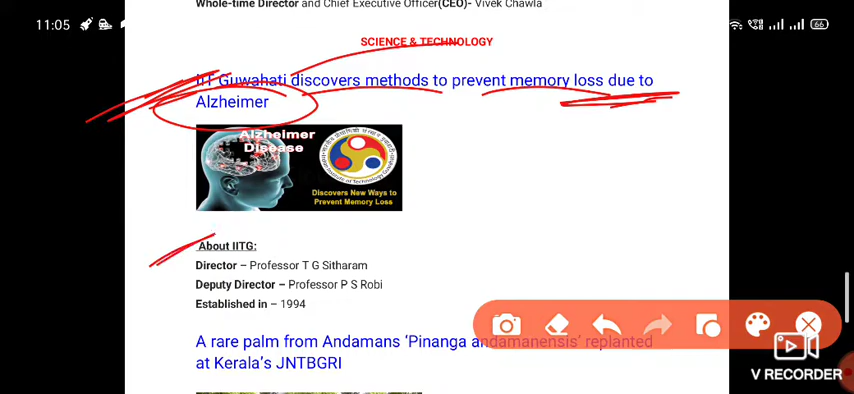 Whole-time Director and Chief Executive Officer(CEO)- Vivek Chawla
11:05
66
SCIENCE & TECHNOLOGY
IIT Guwahati discovers methods to prevent memory loss due to
Alzheimer
Alzheimer
Disease
Discovers New Ways to
Prevent Memory Loss
About IITG:
Director – Professor T G Sitharam
Deputy Director – Professor P S Robi
Established in – 1994
A rare palm from Andamans ‘Pinanga andamanensis’ replanted
at Kerala’s JNTBGRI
V RECORDER